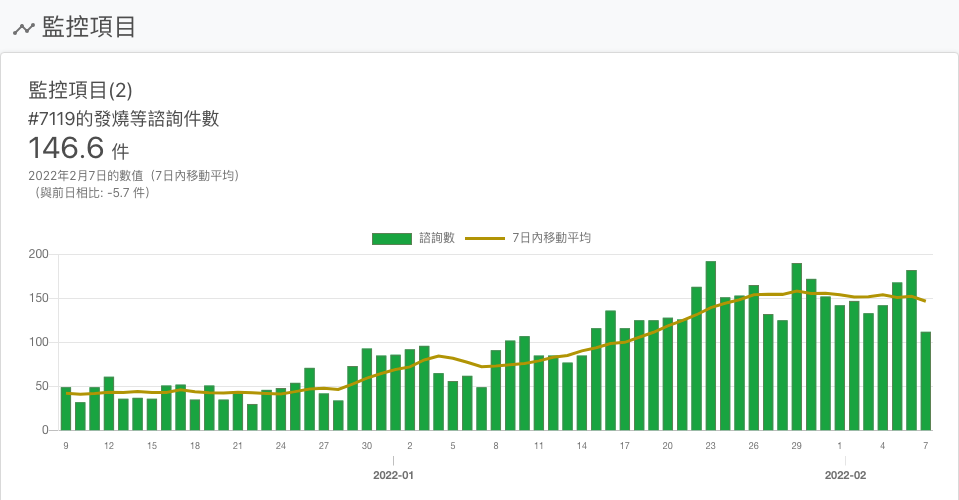 監控項目
監控項目(2)
#7119的發燒等諮詢件數
146.6 件
2022年2月7日的數值（7日內移動平均）
（與前日相比: -5.7 件）
諮詢數 7日內移動平均
200
150
100
50
0
9 12 15 18 21 24 27 30 2 5 8 11 14 17 20 23 26 29 1 4 7
2022-01 2022-02